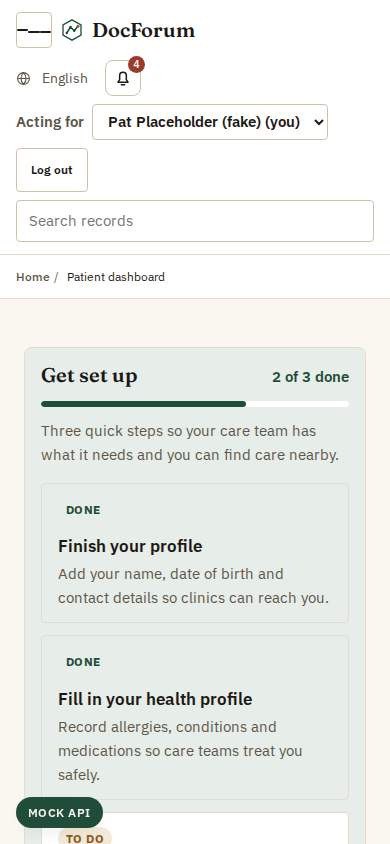 DocForum
English
4
Acting for
Pat Placeholder (fake) (you)
Log out
Search records
Home / Patient dashboard
Get set up
2 of 3 done
Three quick steps so your care team has
what it needs and you can find care nearby.
DONE
Finish your profile
Add your name, date of birth and
contact details so clinics can reach you.
DONE
Fill in your health profile
Record allergies, conditions and
medications so care teams treat you
safely.
MOCK API
TO DO